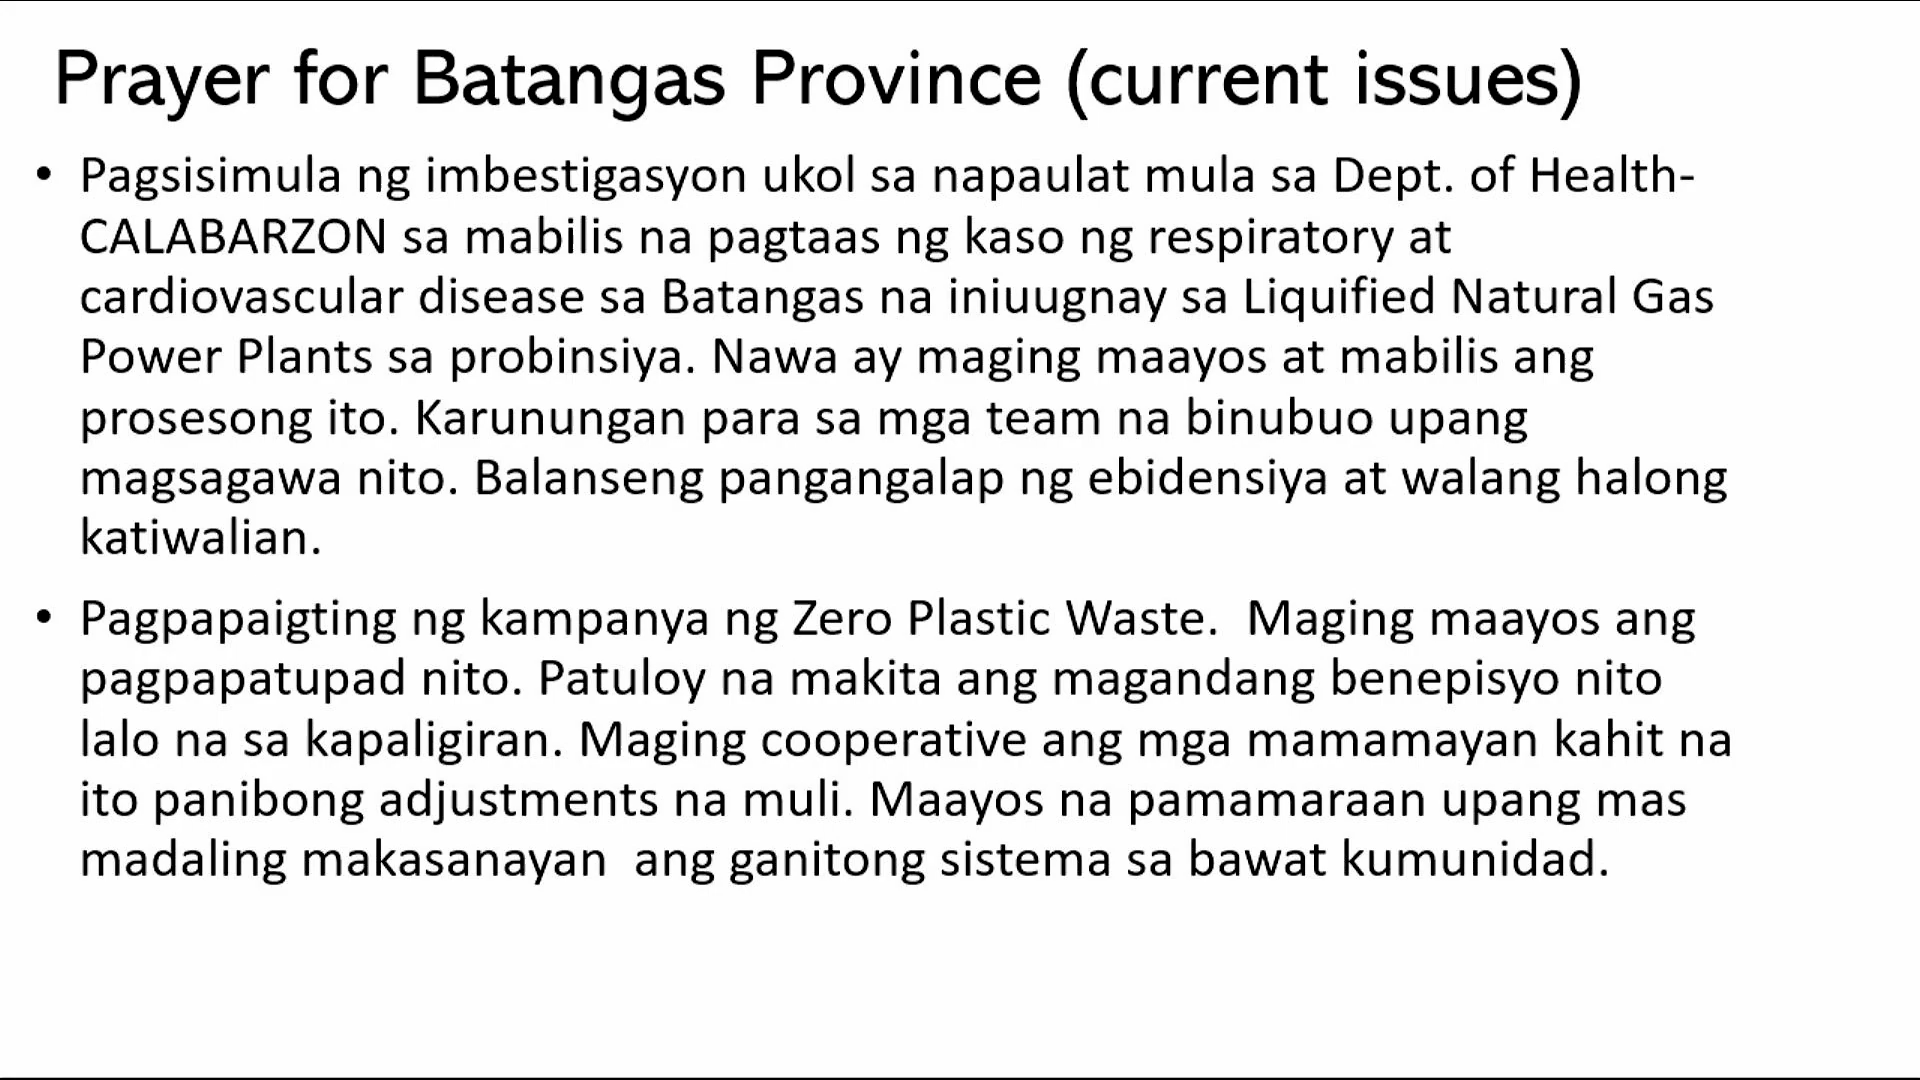 Prayer for Batangas Province (current issues)
• Pagsisimula ng imbestigasyon ukol sa napaulat mula sa Dept. of Health-
CALABARZON sa mabilis na pagtaas ng kaso ng respiratory at
cardiovascular disease sa Batangas na iniuugnay sa Liquified Natural Gas
Power Plants sa probinsiya. Nawa ay maging maayos at mabilis ang
prosesong ito. Karunungan para sa mga team na binubuo upang
magsagawa nito. Balanseng pangangalap ng ebidensiya at walang halong
katiwalian.
• Pagpapaigting ng kampanya ng Zero Plastic Waste.  Maging maayos ang
pagpapatupad nito. Patuloy na makita ang magandang benepisyo nito
lalo na sa kapaligiran. Maging cooperative ang mga mamamayan kahit na
ito panibong adjustments na muli. Maayos na pamamaraan upang mas
madaling makasanayan  ang ganitong sistema sa bawat kumunidad.